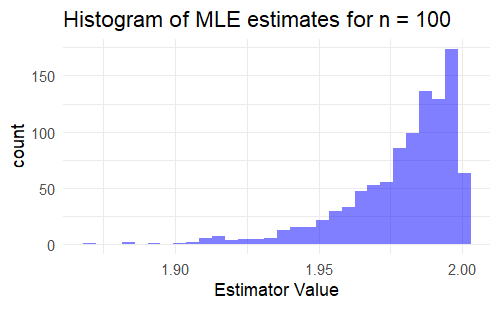 Histogram of MLE estimates for n = 100
150
100
50
0
count
1.90 1.95 2.00
Estimator Value